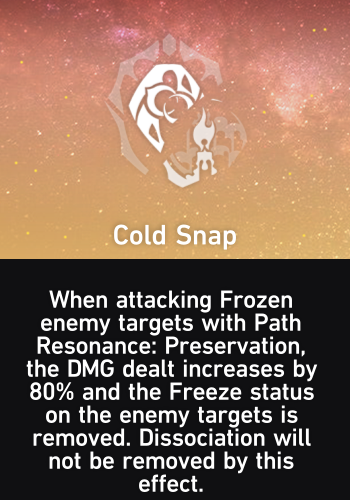 Cold Snap
When attacking Frozen
enemy targets with Path
Resonance: Preservation,
the DMG dealt increases by
80% and the Freeze status
on the enemy targets is
removed. Dissociation will
not be removed by this
effect.